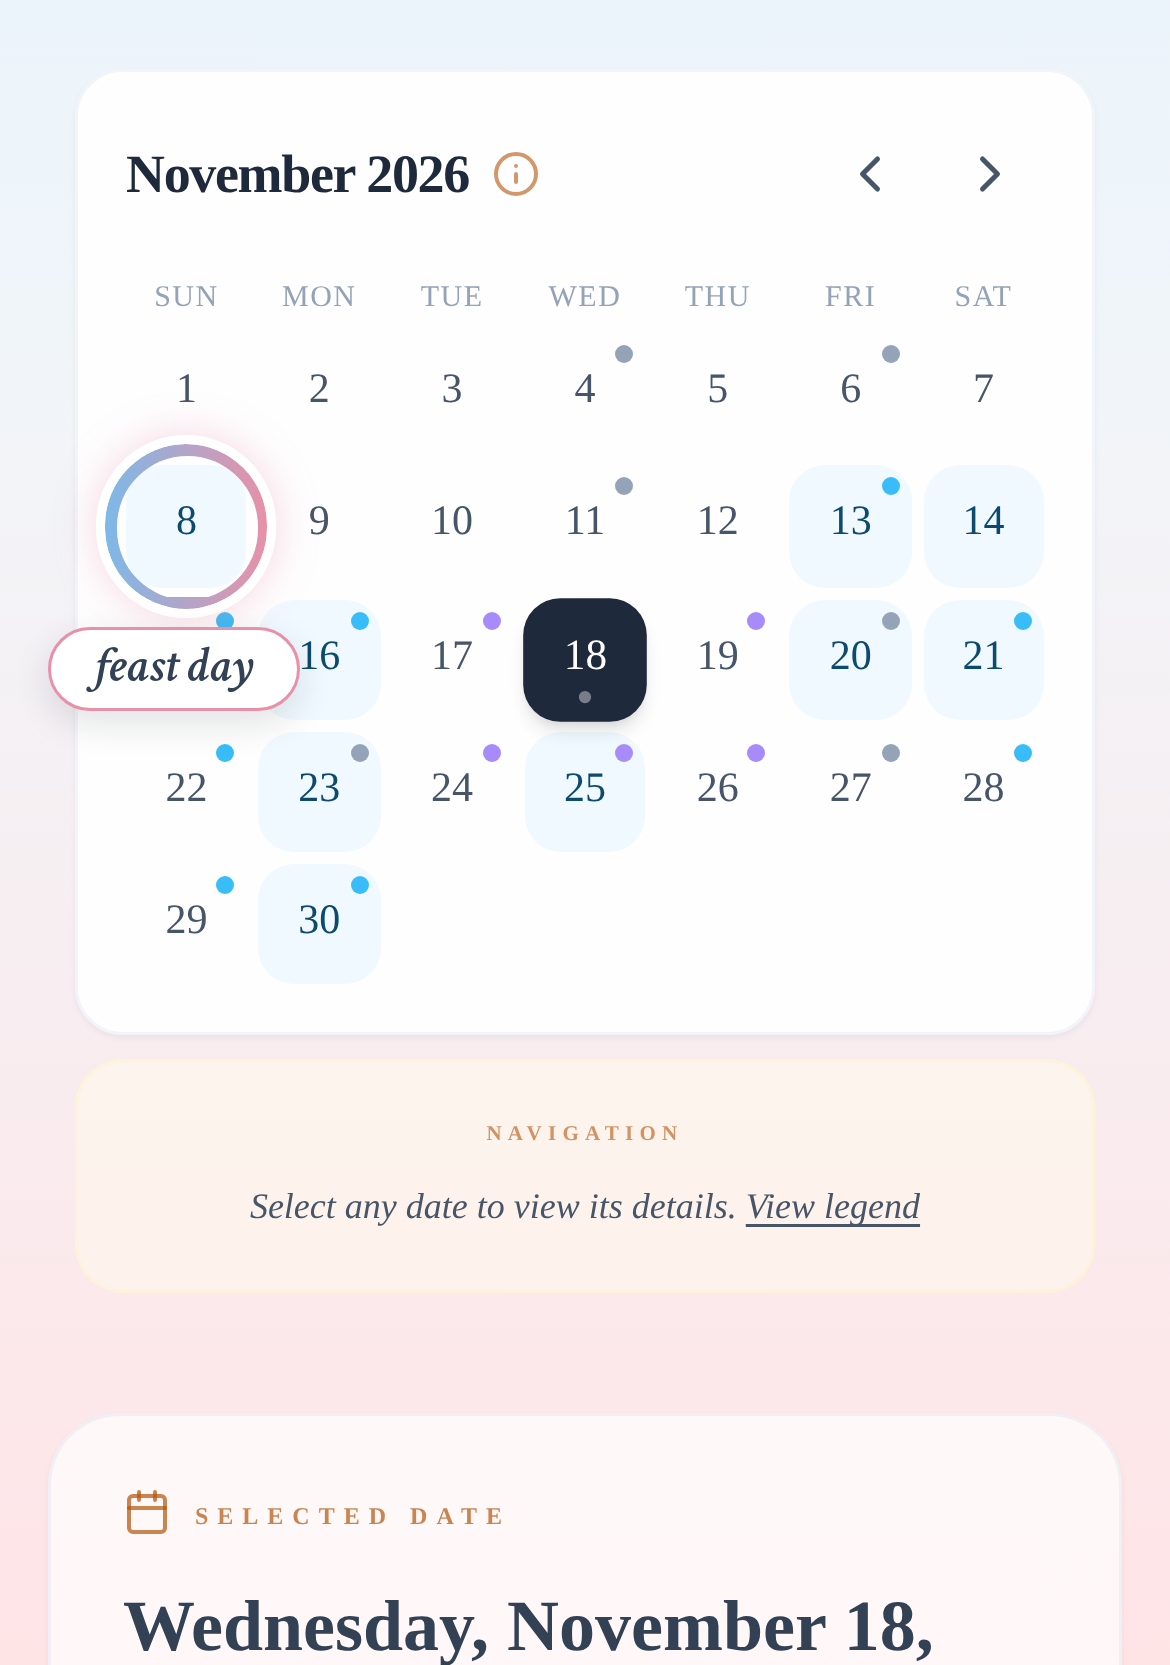 November 2026
SUN MON TUE WED THU FRI SAT
1 2 3 4 5 6 7
8 9 10 11 12 13 14
feast day 16 17 18 19 20 21
22 23 24 25 26 27 28
29 30
NAVIGATION
Select any date to view its details. View legend
SELECTED DATE
Wednesday, November 18,